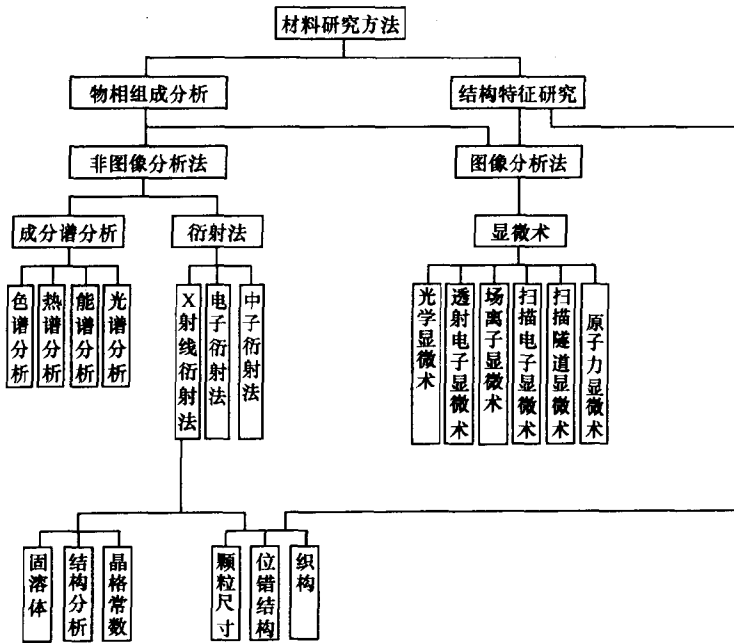 材料研究方法
物相组成分析
结构特征研究
非图像分析法
图像分析法
成分谱分析
衍射法
显微术
色谱分析
热谱分析
能谱分析
光谱分析
X射线衍射法
电子衍射法
中子衍射法
光学显微术
透射电子显微术
场离子显微术
扫描电子显微术
扫描隧道显微术
原子力显微术
固溶体
结构分析
晶格常数
颗粒尺寸
位错结构
织构